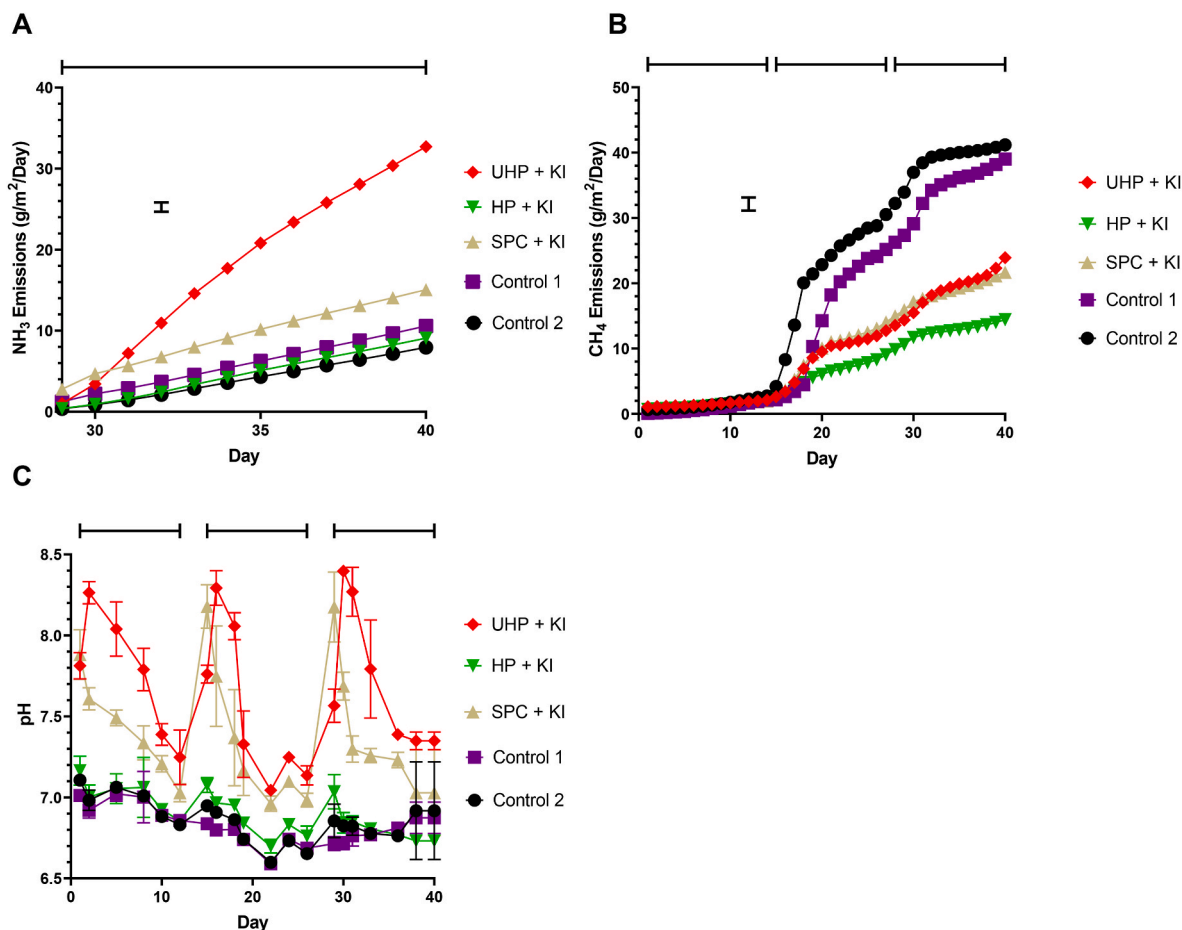 A
NH3 Emissions (g/m2/Day)
40
30
20
10
0
30
35
40
Day
UHP + KI
HP + KI
SPC + KI
Control 1
Control 2
B
CH4 Emissions (g/m2/Day)
50
40
30
20
10
0
0
10
20
30
40
Day
UHP + KI
HP + KI
SPC + KI
Control 1
Control 2
C
pH
8.5
8.0
7.5
7.0
6.5
0
10
20
30
40
Day
UHP + KI
HP + KI
SPC + KI
Control 1
Control 2